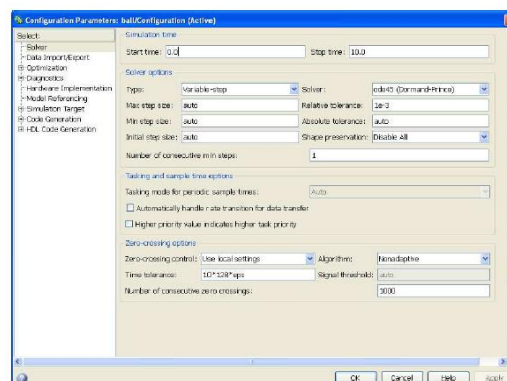 Configuration Parameters: ball/Configuration (Active)
Select:
Solver
Data Import/Export
Optimization
Diagnostics
Hardware Implementation
Model Referencing
Simulation Target
Code Generation
HDL Code Generation
Simulation time
Start time: 0.0 Stop time: 10.0
Solver options
Type: Variable-step Solver: ode45 (Dormand-Prince)
Max step size: auto Relative tolerance: 1e-3
Min step size: auto Absolute tolerance: auto
Initial step size: auto Shape preservation: Disable All
Number of consecutive min steps: 1
Tasking and sample time options
Tasking mode for periodic sample times: Auto
Automatically handle rate transition for data transfer
Higher priority value indicates higher task priority
Zero-crossing options
Zero-crossing control: Use local settings Algorithm: Nonadaptive
Time tolerance: 10*128*eps Signal threshold: auto
Number of consecutive zero crossings: 1000
OK Cancel Help Apply